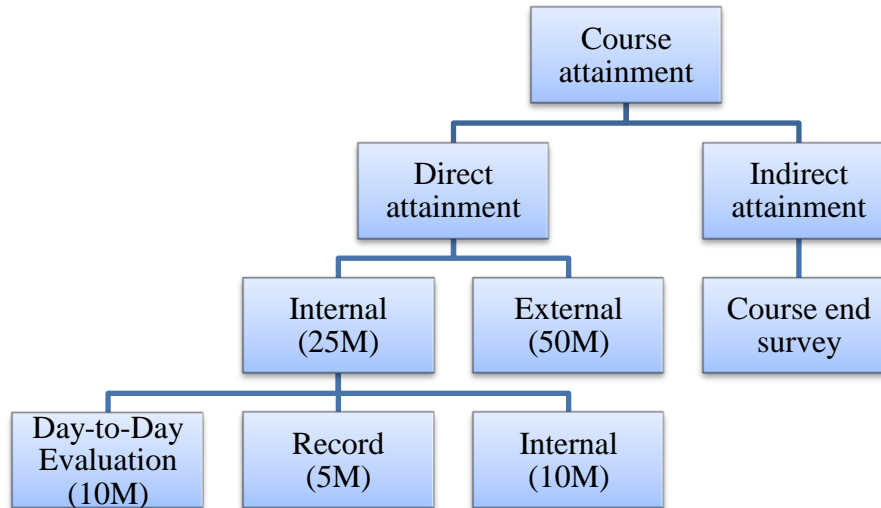 Course
attainment
Direct
attainment
Indirect
attainment
Internal
(25M)
External
(50M)
Course end
survey
Day-to-Day
Evaluation
(10M)
Record
(5M)
Internal
(10M)